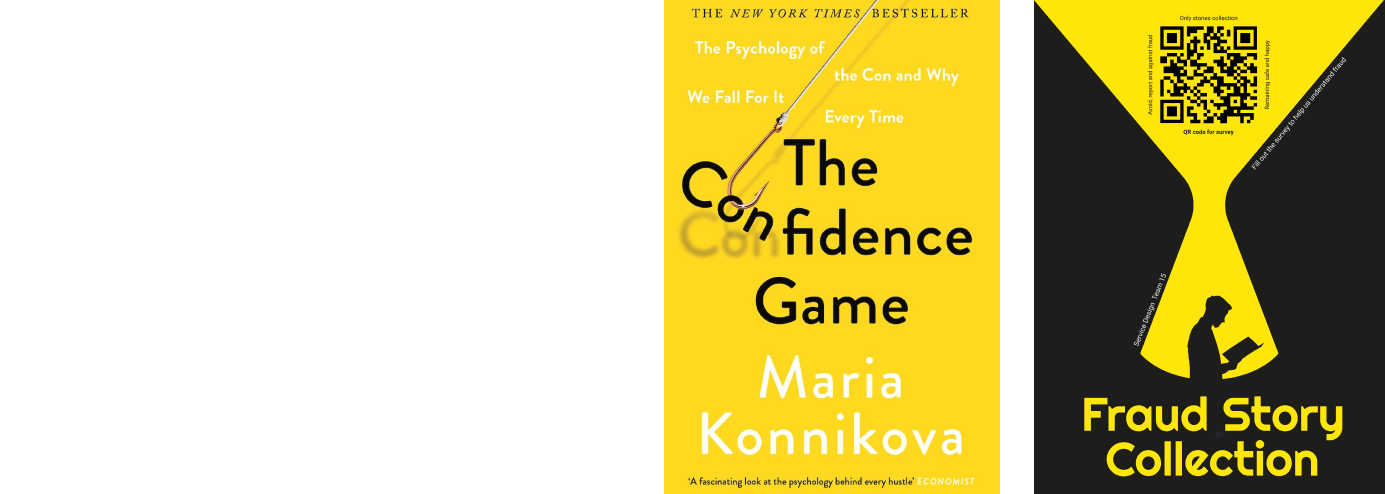 THE NEW YORK TIMES BESTSELLER
The Psychology of
the Con and Why
We Fall For It
Every Time
The
Confidence
Game
Maria
Konnikova
'A fascinating look at the psychology behind every hustle' ECONOMIST
Only stories collection
Avoid, report and against fraud
Remaining safe and happy
QR code for survey
Fill out the survey to help us understand fraud
Service Design Team 15
Fraud Story
Collection